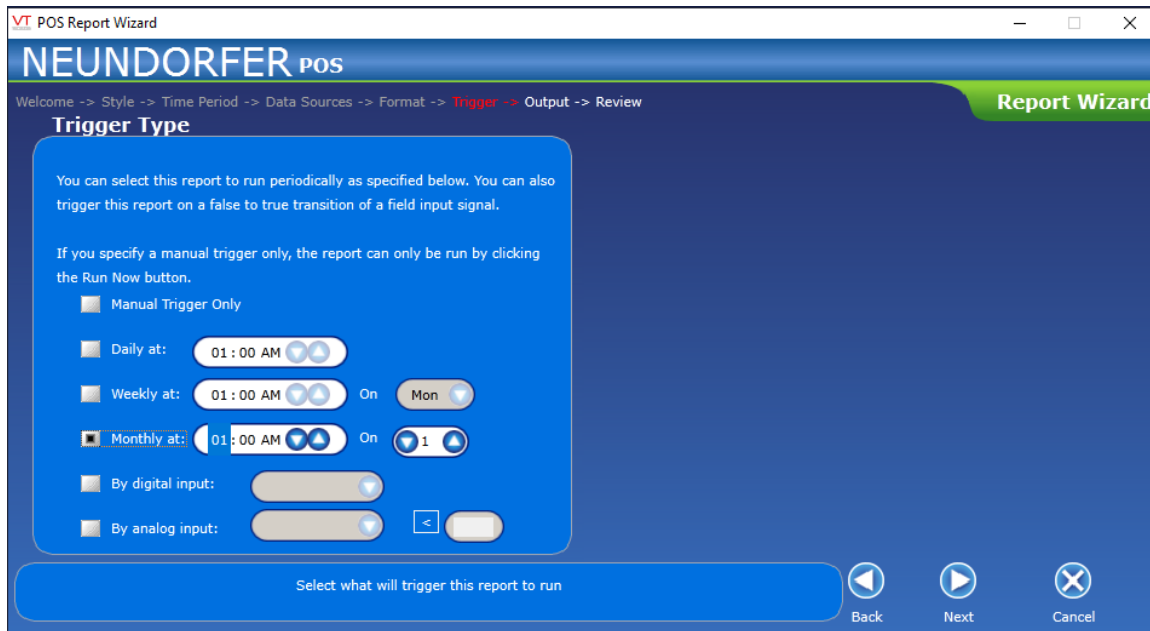 VT POS Report Wizard
NEUNDORFER POS
Welcome -> Style -> Time Period -> Data Sources -> Format -> Trigger -> Output -> Review
Report Wizard
Trigger Type
You can select this report to run periodically as specified below. You can also
trigger this report on a false to true transition of a field input signal.
If you specify a manual trigger only, the report can only be run by clicking
the Run Now button.
Manual Trigger Only
Daily at: 01 : 00 AM
Weekly at: 01 : 00 AM On Mon
Monthly at: 01 : 00 AM On 1
By digital input:
By analog input: <
Select what will trigger this report to run
Back Next Cancel